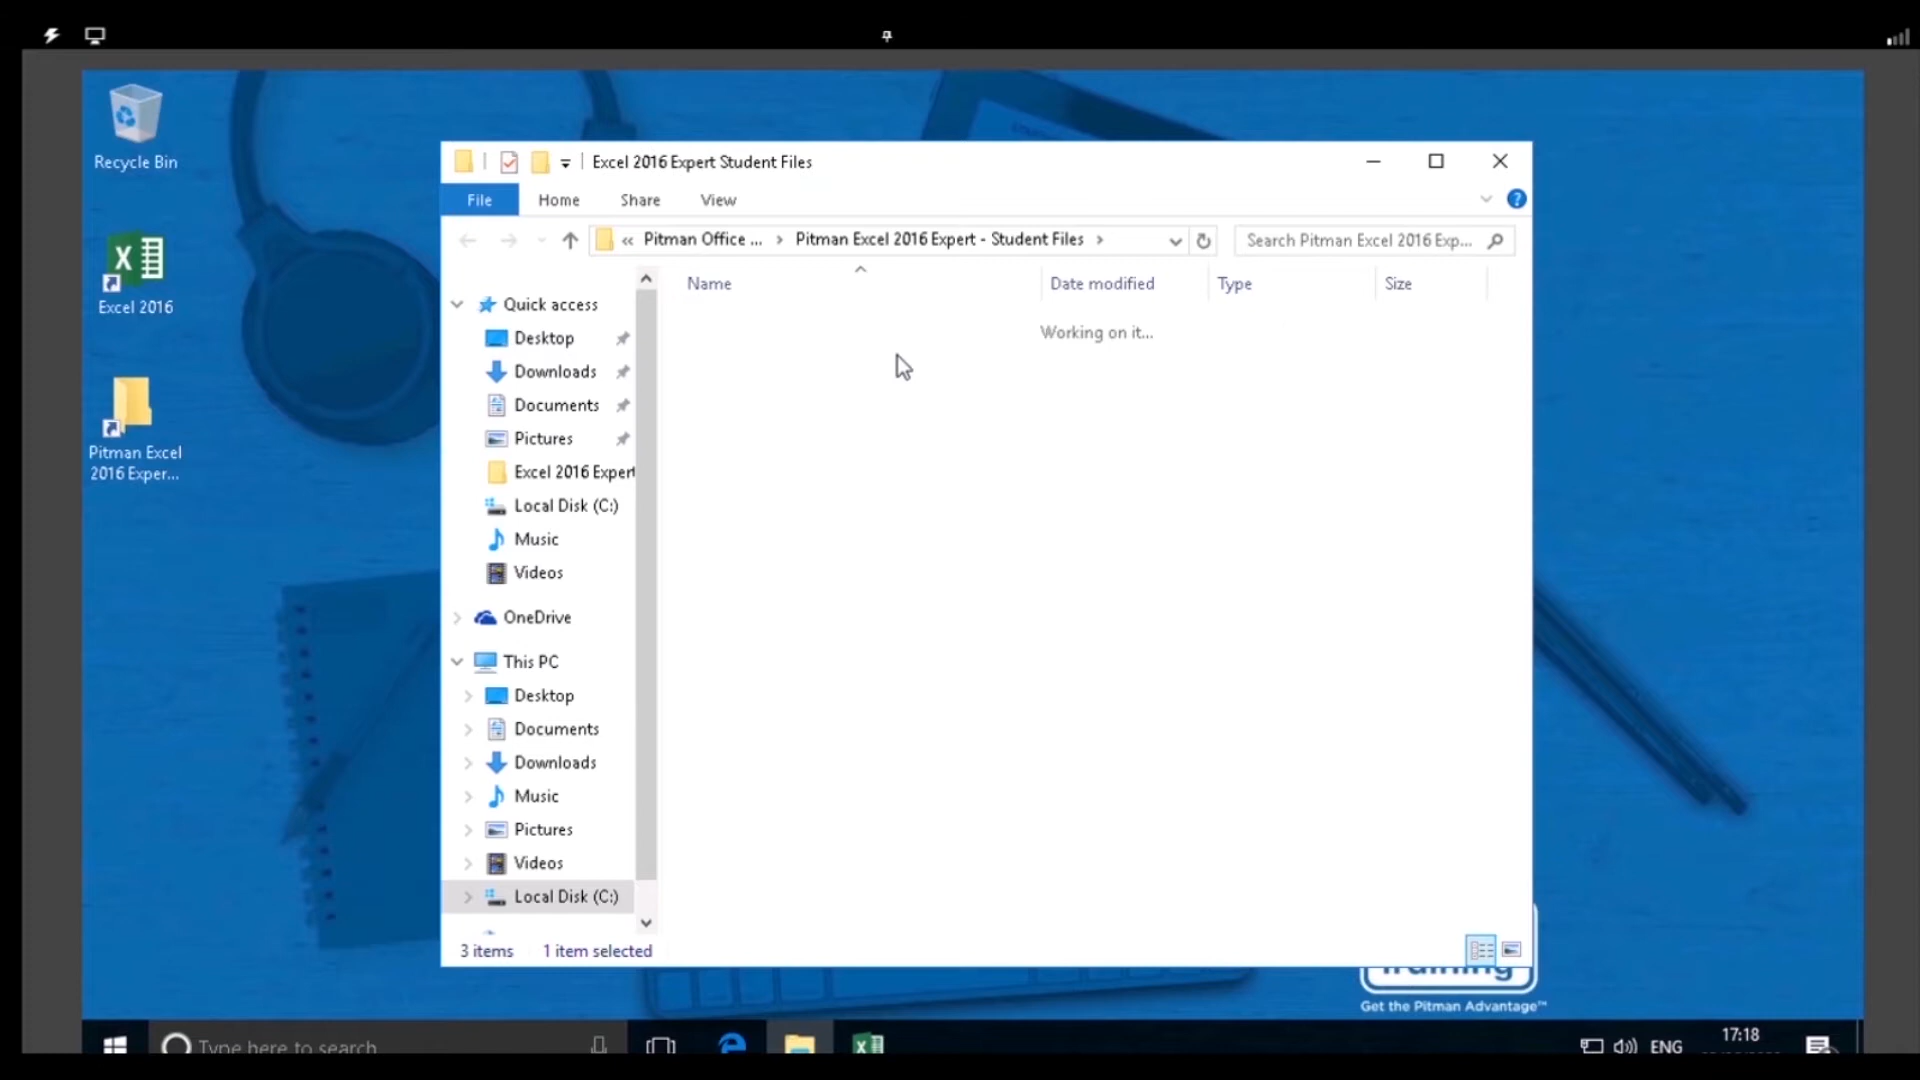 Recycle Bin
Excel 2016
Pitman Excel
2016 Exper...
Excel 2016 Expert Student Files
File Home Share View
« Pitman Office ... > Pitman Excel 2016 Expert - Student Files >
Search Pitman Excel 2016 Exp...
Name Date modified Type Size
Working on it...
Quick access
Desktop
Downloads
Documents
Pictures
Excel 2016 Expert
Local Disk (C:)
Music
Videos
OneDrive
This PC
Desktop
Documents
Downloads
Music
Pictures
Videos
Local Disk (C:)
3 items 1 item selected
Get the Pitman Advantage™
Type here to search
ENG
17:18